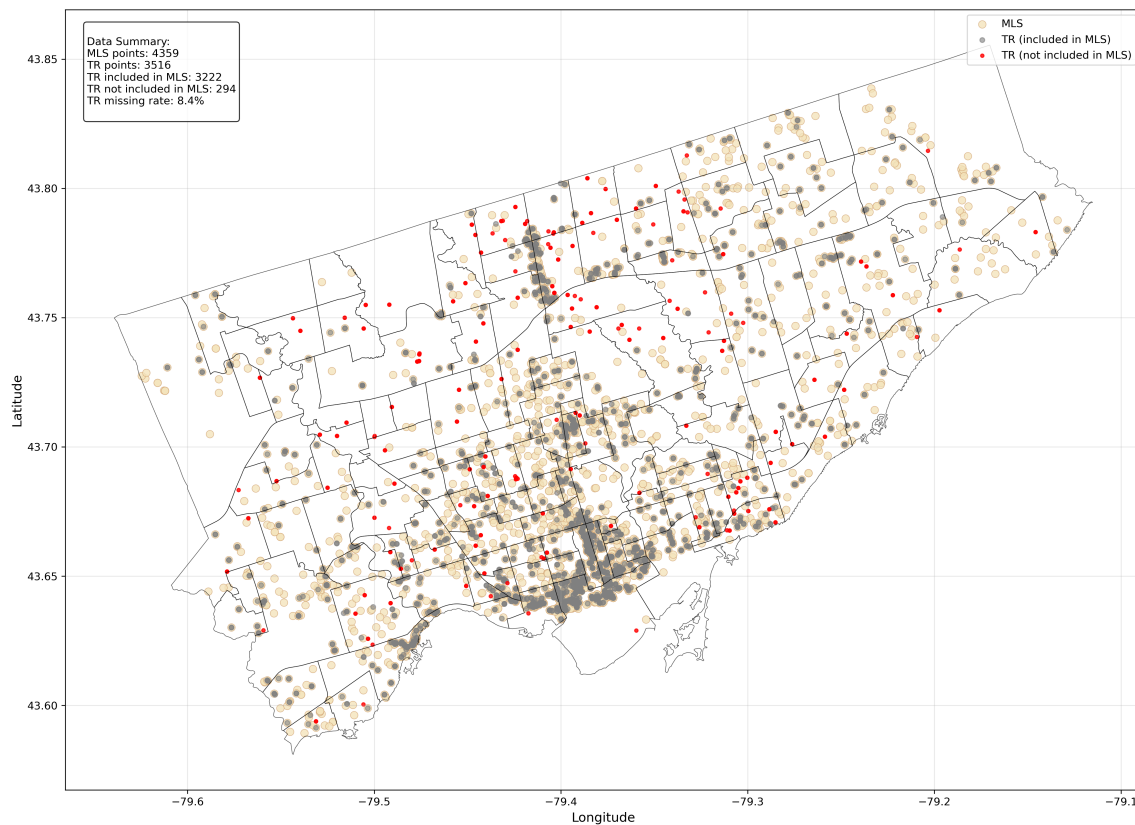 Data Summary:
MLS points: 4359
TR points: 3516
TR included in MLS: 3222
TR not included in MLS: 294
TR missing rate: 8.4%
MLS
TR (included in MLS)
TR (not included in MLS)
43.85
43.80
43.75
43.70
43.65
43.60
Latitude
−79.6
−79.5
−79.4
−79.3
−79.2
−79.1
Longitude